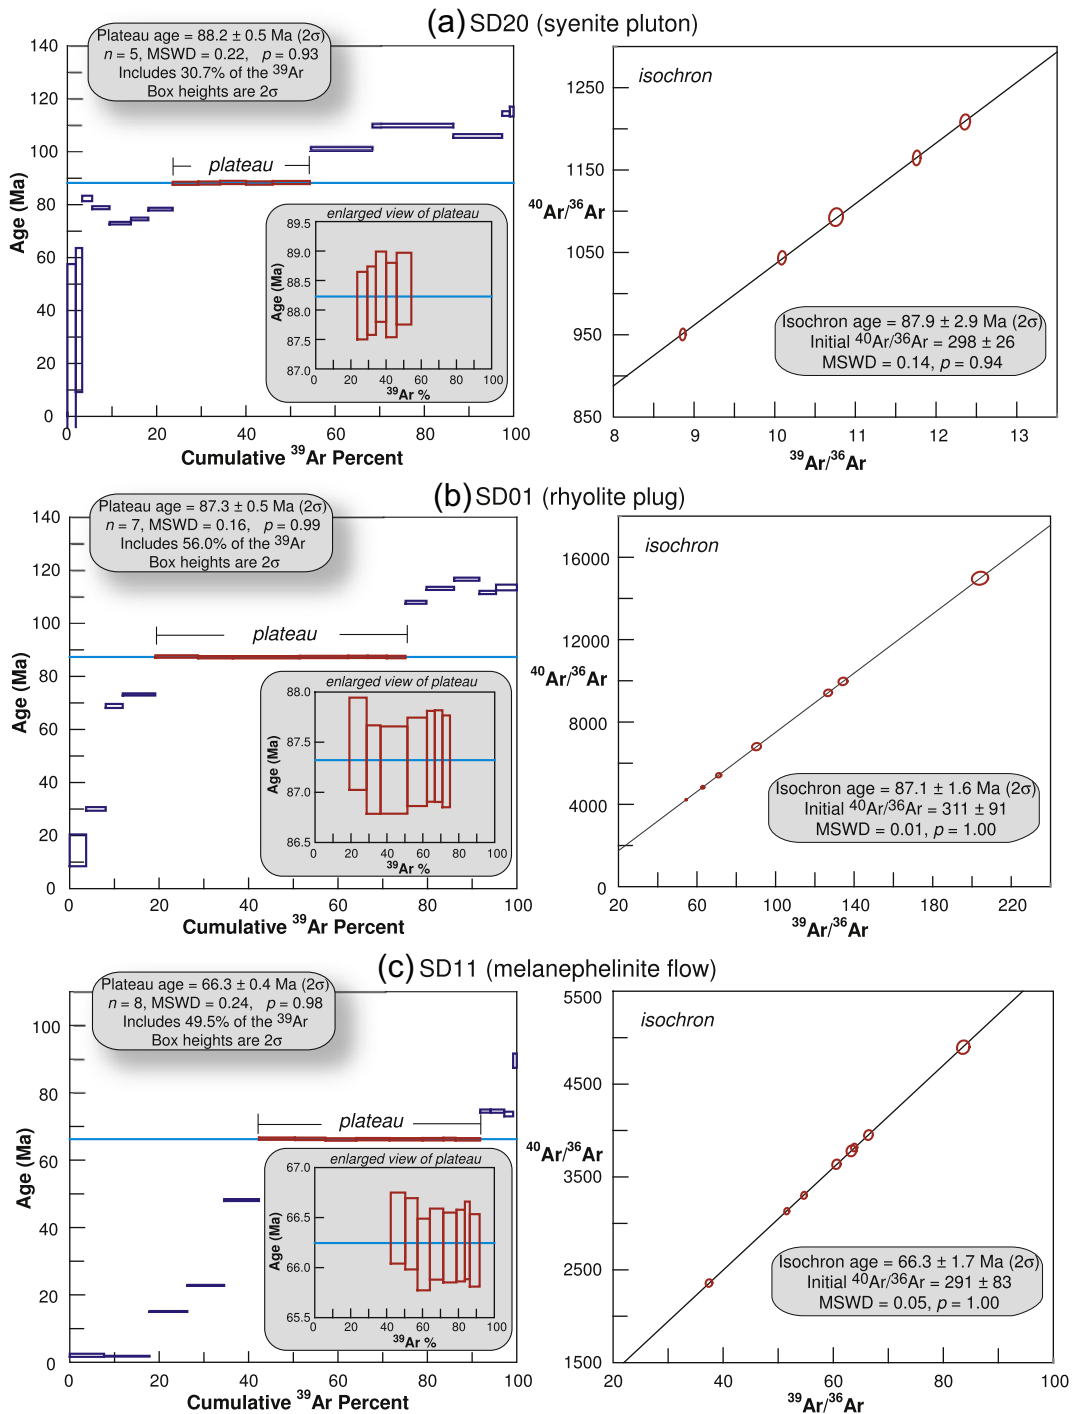 (a) SD20 (syenite pluton)
Plateau age = 88.2 ± 0.5 Ma (2σ)
n = 5, MSWD = 0.22, p = 0.93
Includes 30.7% of the ³⁹Ar
Box heights are 2σ
140
120
100
80
60
40
20
0
Age (Ma)
plateau
enlarged view of plateau
89.5
89.0
88.5
88.2
88.0
87.5
87.0
Age (Ma)
0 20 40 60 80 100
³⁹Ar %
0 20 40 60 80 100
Cumulative ³⁹Ar Percent
isochron
1250
1150
⁴⁰Ar/³⁶Ar
1050
950
850
Isochron age = 87.9 ± 2.9 Ma (2σ)
Initial ⁴⁰Ar/³⁶Ar = 298 ± 26
MSWD = 0.14, p = 0.94
8 9 10 11 12 13
³⁹Ar/³⁶Ar
(b) SD01 (rhyolite plug)
Plateau age = 87.3 ± 0.5 Ma (2σ)
n = 7, MSWD = 0.16, p = 0.99
Includes 56.0% of the ³⁹Ar
Box heights are 2σ
140
120
100
80
60
40
20
0
Age (Ma)
plateau
enlarged view of plateau
88.0
87.5
87.0
86.5
Age (Ma)
0 20 40 60 80 100
³⁹Ar %
0 20 40 60 80 100
Cumulative ³⁹Ar Percent
isochron
16000
12000
⁴⁰Ar/³⁶Ar
8000
4000
0
Isochron age = 87.1 ± 1.6 Ma (2σ)
Initial ⁴⁰Ar/³⁶Ar = 311 ± 91
MSWD = 0.01, p = 1.00
20 60 100 140 180 220
³⁹Ar/³⁶Ar
(c) SD11 (melanephelinite flow)
Plateau age = 66.3 ± 0.4 Ma (2σ)
n = 8, MSWD = 0.24, p = 0.98
Includes 49.5% of the ³⁹Ar
Box heights are 2σ
100
80
60
40
20
0
Age (Ma)
plateau
enlarged view of plateau
67.0
66.5
66.0
65.5
Age (Ma)
0 20 40 60 80 100
³⁹Ar %
0 20 40 60 80 100
Cumulative ³⁹Ar Percent
isochron
5500
4500
⁴⁰Ar/³⁶Ar
3500
2500
1500
Isochron age = 66.3 ± 1.7 Ma (2σ)
Initial ⁴⁰Ar/³⁶Ar = 291 ± 83
MSWD = 0.05, p = 1.00
20 40 60 80 100
³⁹Ar/³⁶Ar